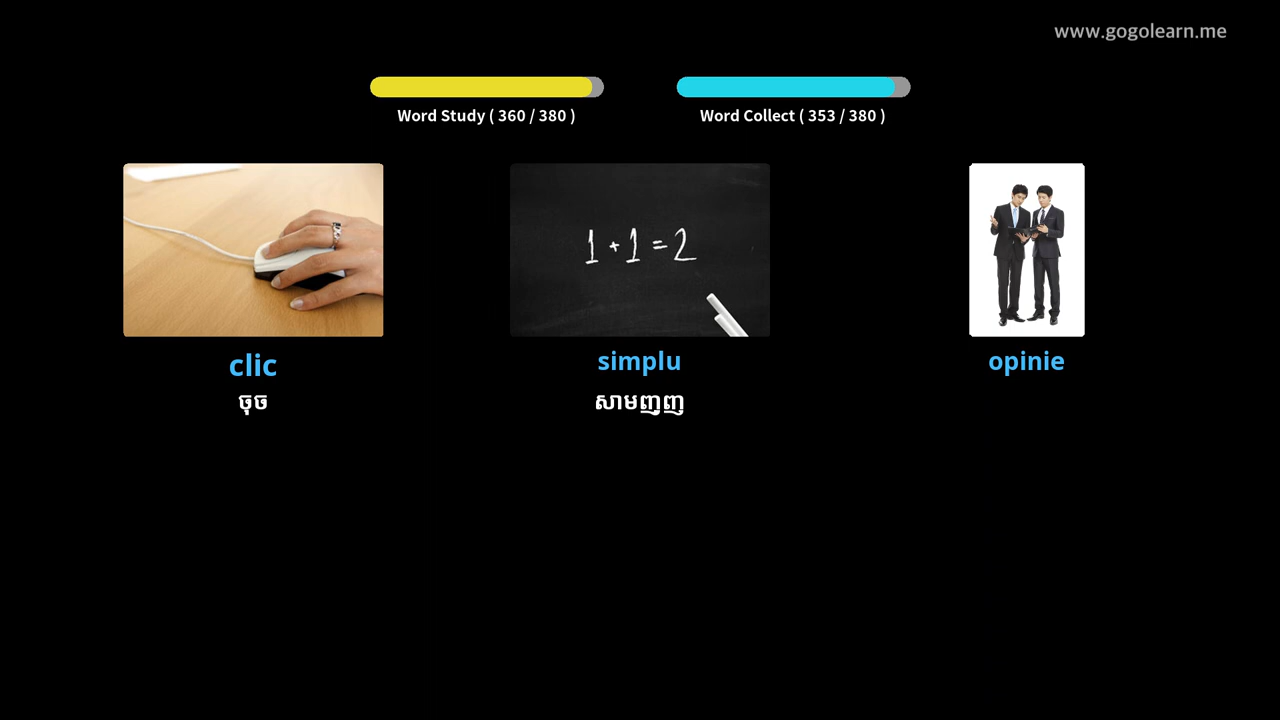 www.gogolearn.me
Word Study ( 360 / 380 )
Word Collect ( 353 / 380 )
1 + 1 = 2
clic
simplu
opinie
ចុច
សាមញ្ញ